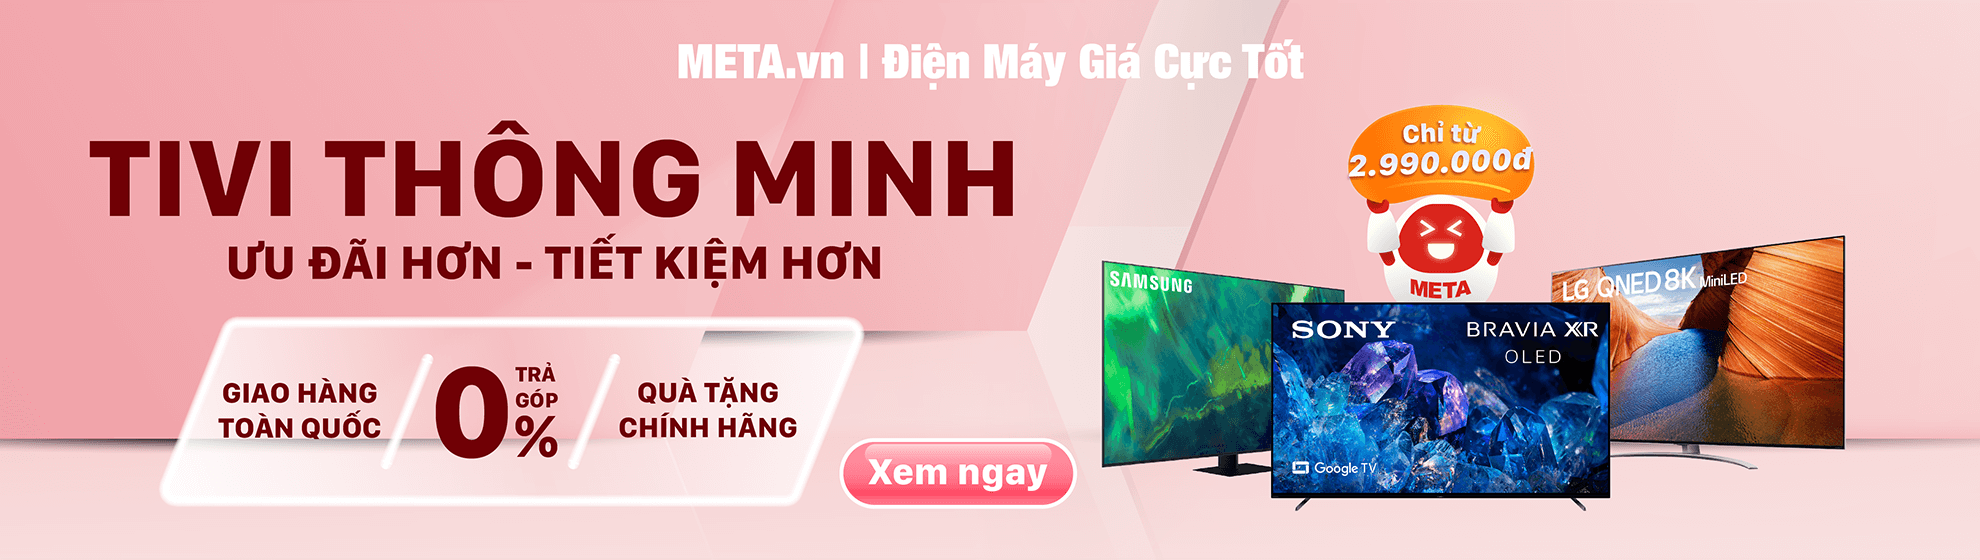 META.vn | Điện Máy Giá Cực Tốt
TIVI THÔNG MINH
ƯU ĐÃI HƠN - TIẾT KIỆM HƠN
GIAO HÀNG
TOÀN QUỐC
0%
TRẢ
GÓP
QUÀ TẶNG
CHÍNH HÃNG
Xem ngay
Chỉ từ
2.990.000đ
META
SAMSUNG
SONY
BRAVIA XR
OLED
Google TV
LG QNED 8K MiniLED